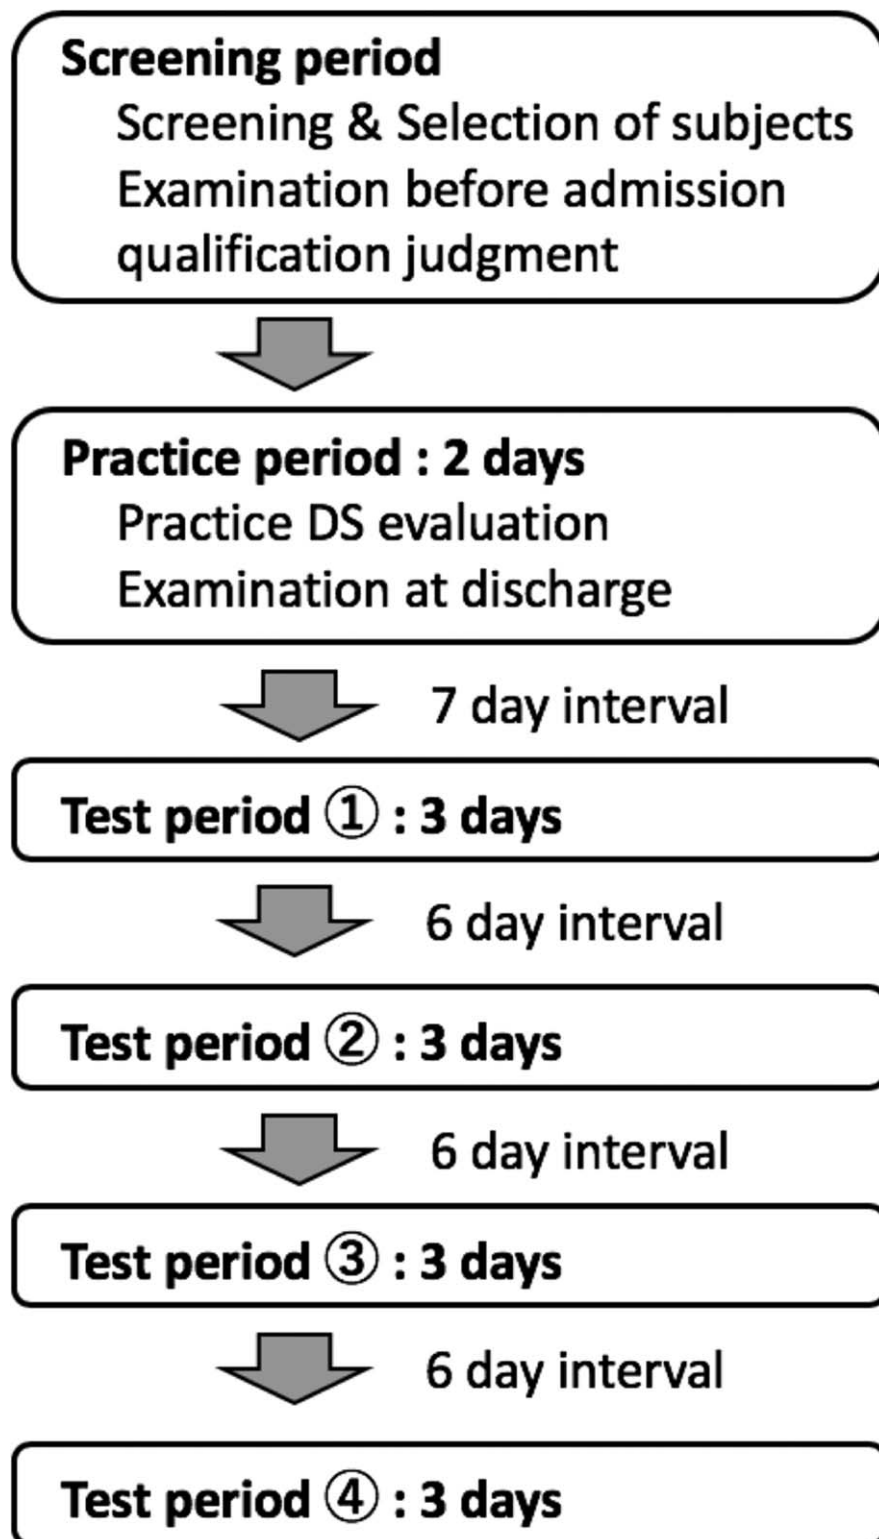 Screening period
Screening & Selection of subjects
Examination before admission
qualification judgment
Practice period : 2 days
Practice DS evaluation
Examination at discharge
7 day interval
Test period ① : 3 days
6 day interval
Test period ② : 3 days
6 day interval
Test period ③ : 3 days
6 day interval
Test period ④ : 3 days